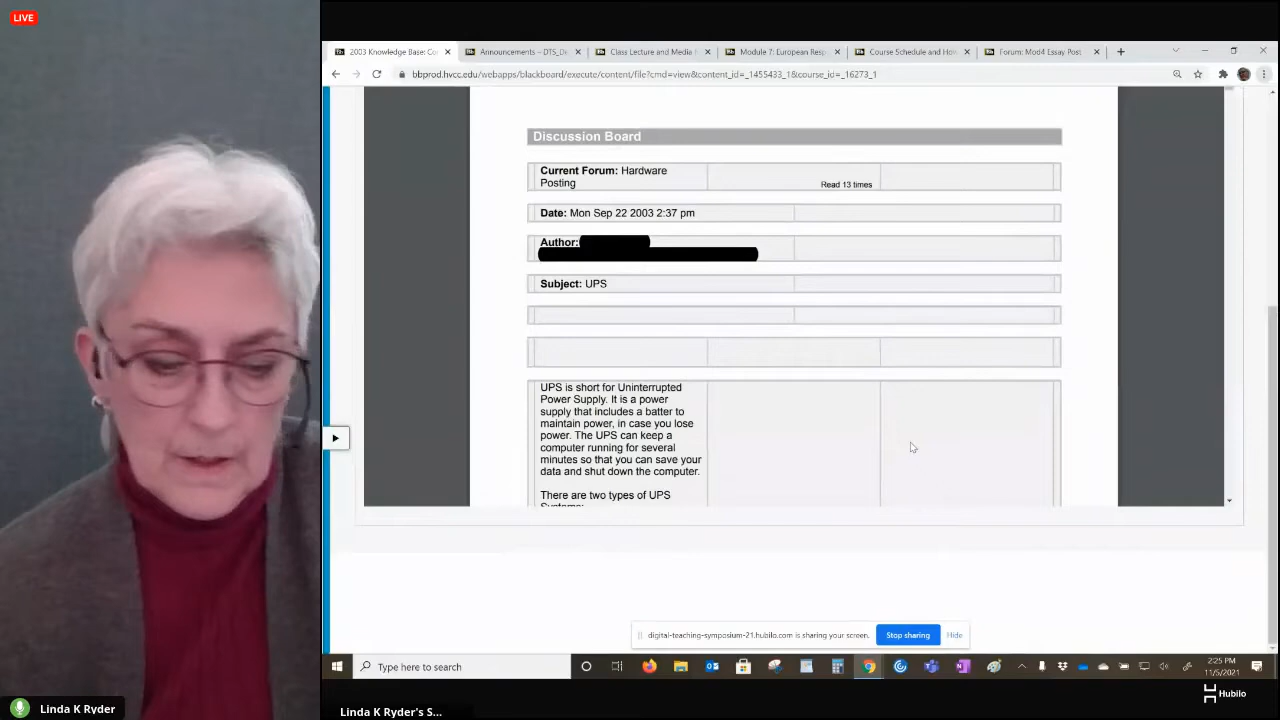 LIVE
2003 Knowledge Base: Co
Announcements – DTS_De
Class Lecture and Media
Module 7: European Resp
Course Schedule and Hov
Forum: Mod4 Essay Post
bbprod.hvcc.edu/webapps/blackboard/execute/content/file?cmd=view&content_id=_1455433_1&course_id=_16273_1
Discussion Board
Current Forum: Hardware
Posting
Read 13 times
Date: Mon Sep 22 2003 2:37 pm
Author:
Subject: UPS
UPS is short for Uninterrupted
Power Supply. It is a power
supply that includes a batter to
maintain power, in case you lose
power. The UPS can keep a
computer running for several
minutes so that you can save your
data and shut down the computer.
There are two types of UPS
Systems:
digital-teaching-symposium-21.hubilo.com is sharing your screen.
Stop sharing
Hide
Type here to search
2:25 PM
11/5/2021
Hubilo
Linda K Ryder
Linda K Ryder's S...